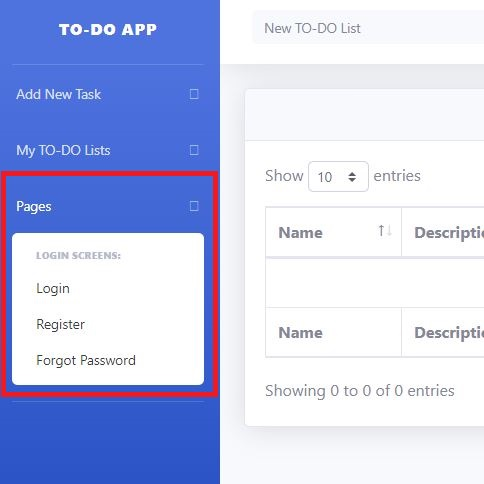 TO-DO APP
New TO-DO List
Add New Task
My TO-DO Lists
Pages
LOGIN SCREENS:
Login
Register
Forgot Password
Show 10 entries
Name Descriptio
Name Descriptio
Showing 0 to 0 of 0 entries